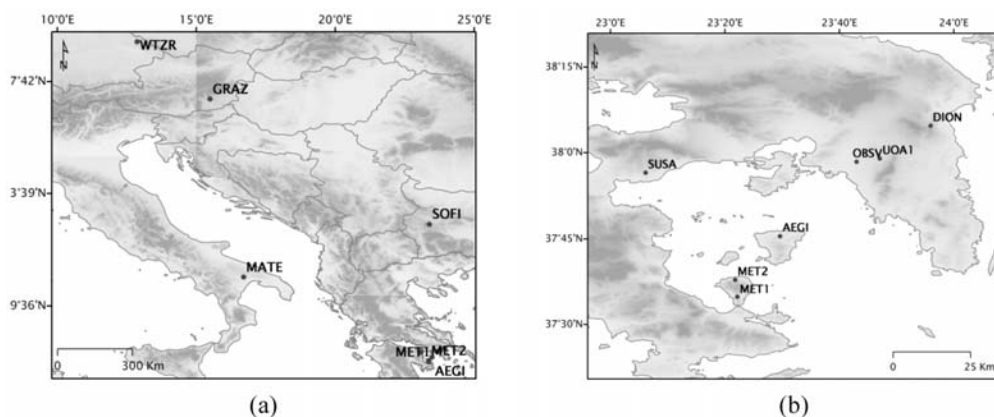 10°0'E 15°0'E 20°0'E 25°0'E
WTZR
7°42'N
GRAZ
3°39'N
SOFI
MATE
9°36'N
MET1 MET2
AEGI
0 300 Km
N
(a)
23°0'E 23°20'E 23°40'E 24°0'E
38°15'N
N
DION
38°0'N
OBSV UOA1
SUSA
37°45'N
AEGI
MET2
MET1
37°30'N
0 25 Km
(b)